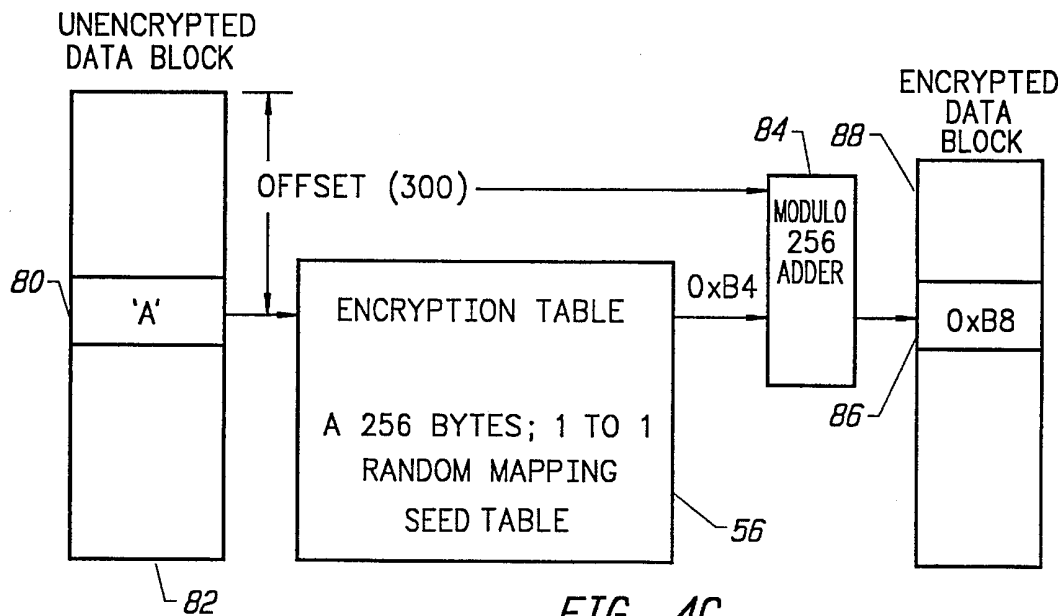 UNENCRYPTED
DATA BLOCK
ENCRYPTED
DATA
BLOCK
84
88
OFFSET (300)
MODULO
256
ADDER
80
'A'
ENCRYPTION TABLE
0xB4
0xB8
A 256 BYTES; 1 TO 1
RANDOM MAPPING
SEED TABLE
86
56
82
FIG. 4C